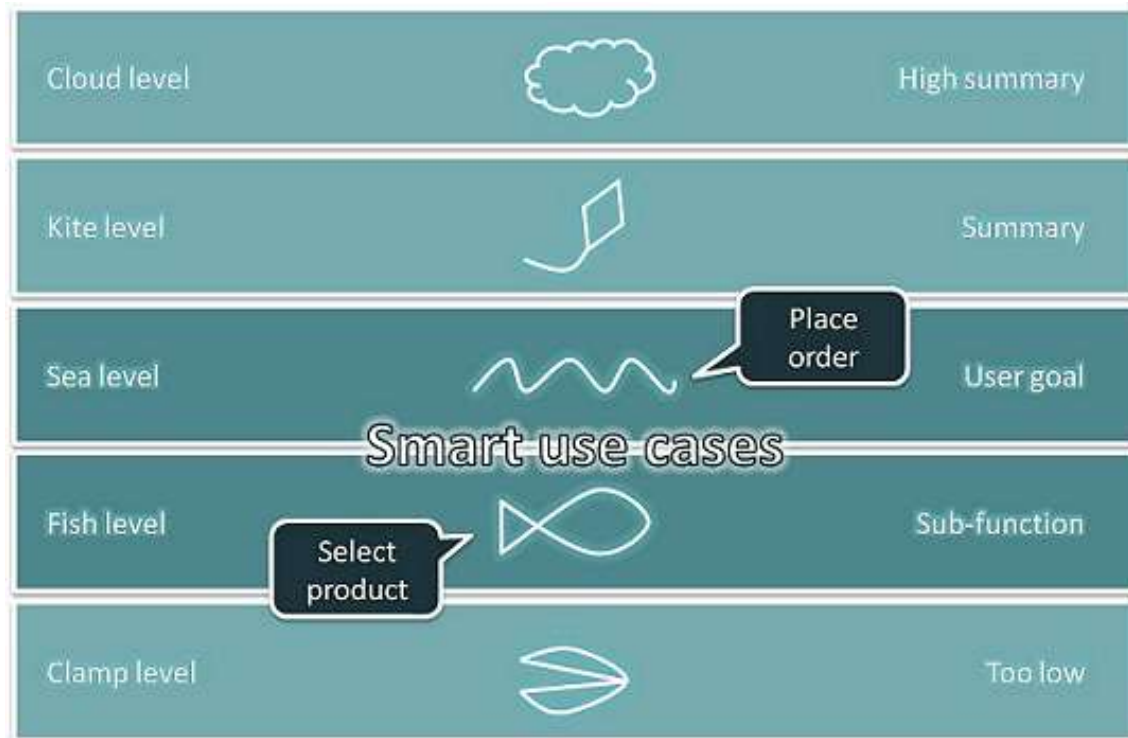 Cloud level
High summary
Kite level
Summary
Place
order
Sea level
User goal
Smart use cases
Fish level
Sub-function
Select
product
Clamp level
Too low